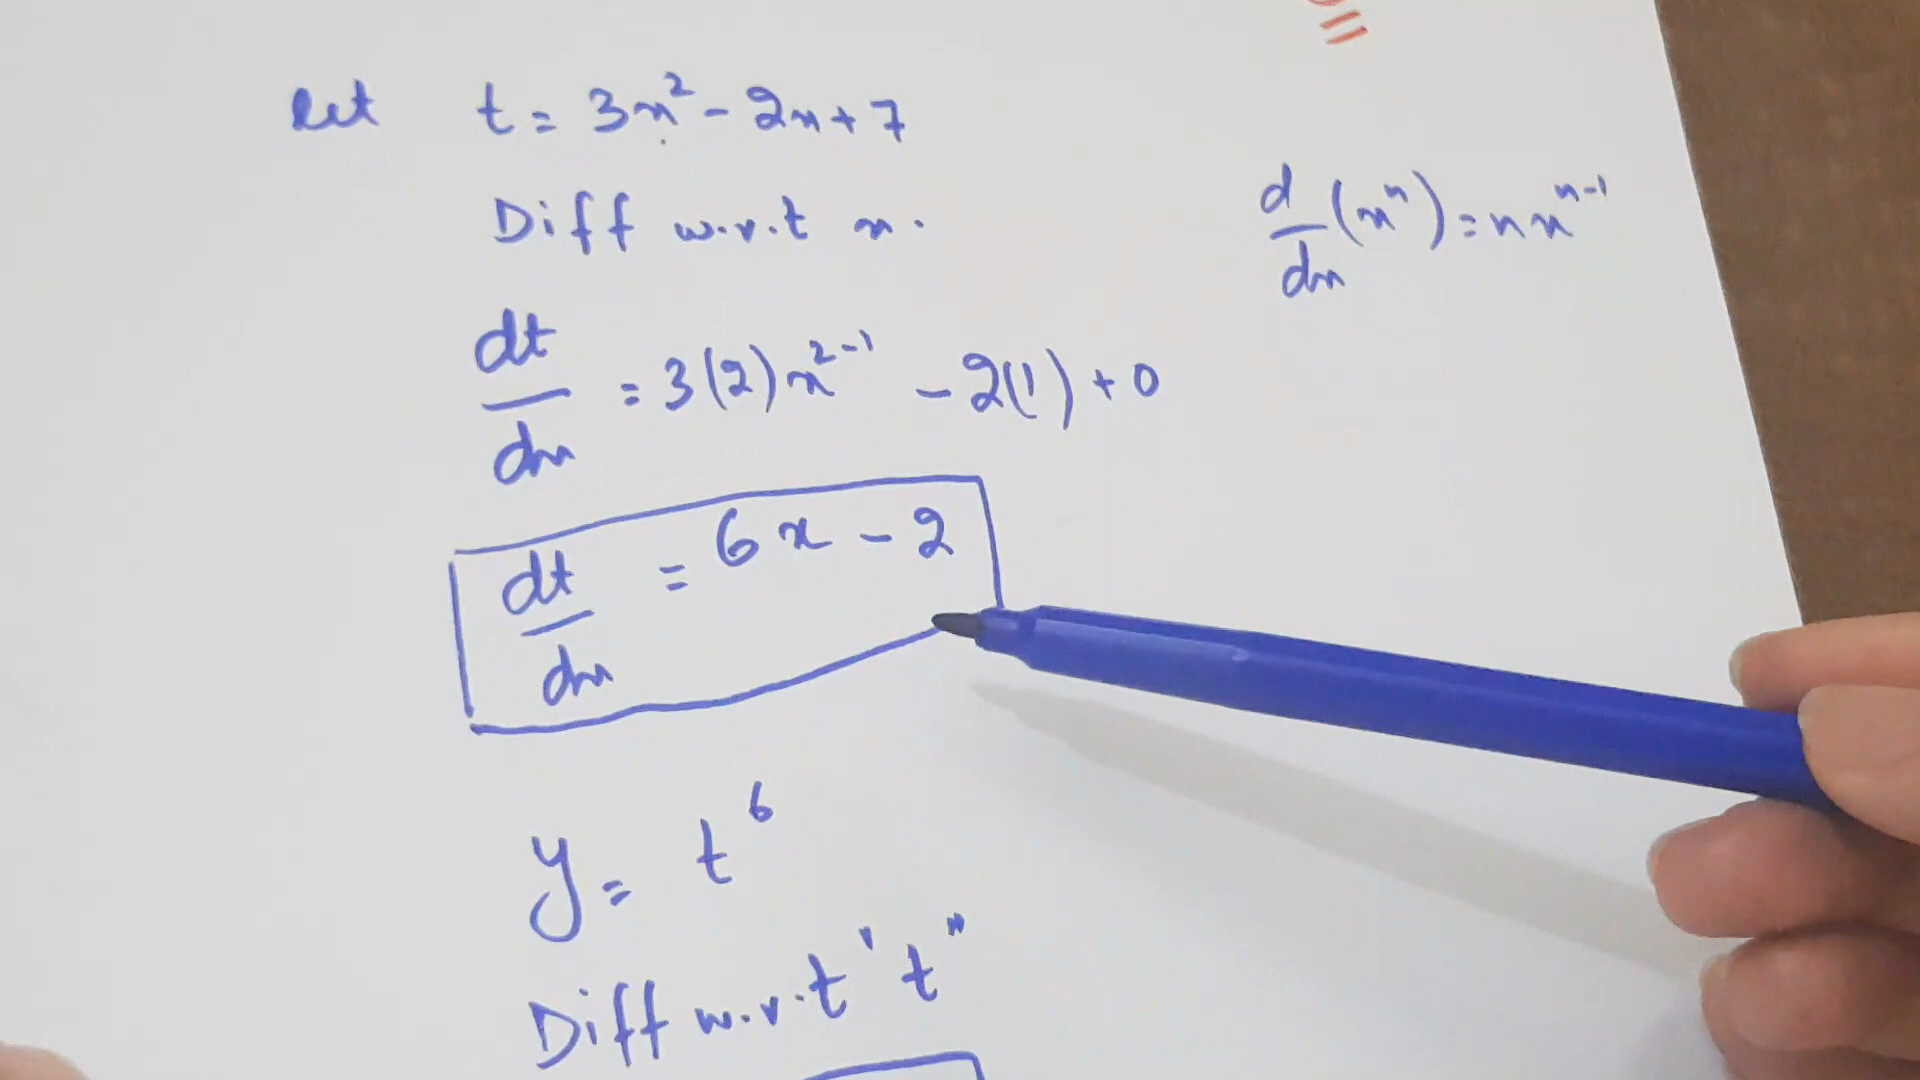 let t = 3x² - 2x + 7
Diff w.r.t x.
d/dx (xⁿ) = n xⁿ⁻¹
dt/dx = 3(2)x²⁻¹ - 2(1) + 0
dt/dx = 6x - 2
y = t⁶
Diff w.r.t "t"